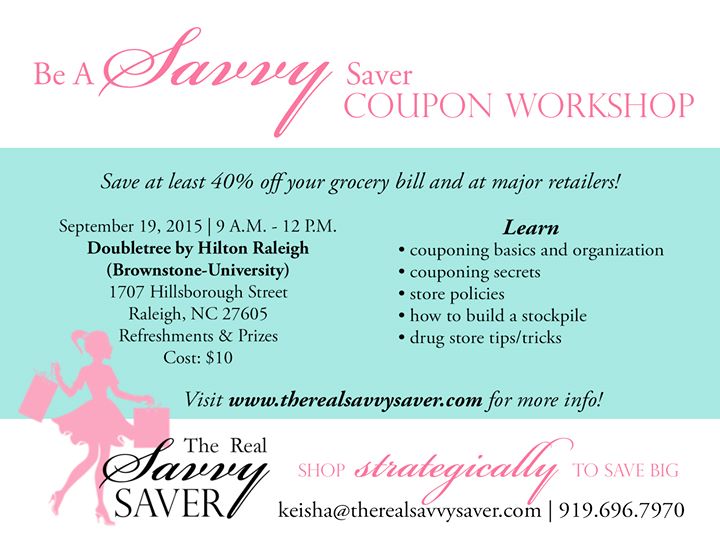 Be A Savvy Saver
COUPON WORKSHOP
Save at least 40% off your grocery bill and at major retailers!
September 19, 2015 | 9 A.M. - 12 P.M.
Doubletree by Hilton Raleigh
(Brownstone-University)
1707 Hillsborough Street
Raleigh, NC 27605
Refreshments & Prizes
Cost: $10
Learn
• couponing basics and organization
• couponing secrets
• store policies
• how to build a stockpile
• drug store tips/tricks
Visit www.therealsavvysaver.com for more info!
The Real
Savvy
SAVER
SHOP strategically TO SAVE BIG
keisha@therealsavvysaver.com | 919.696.7970